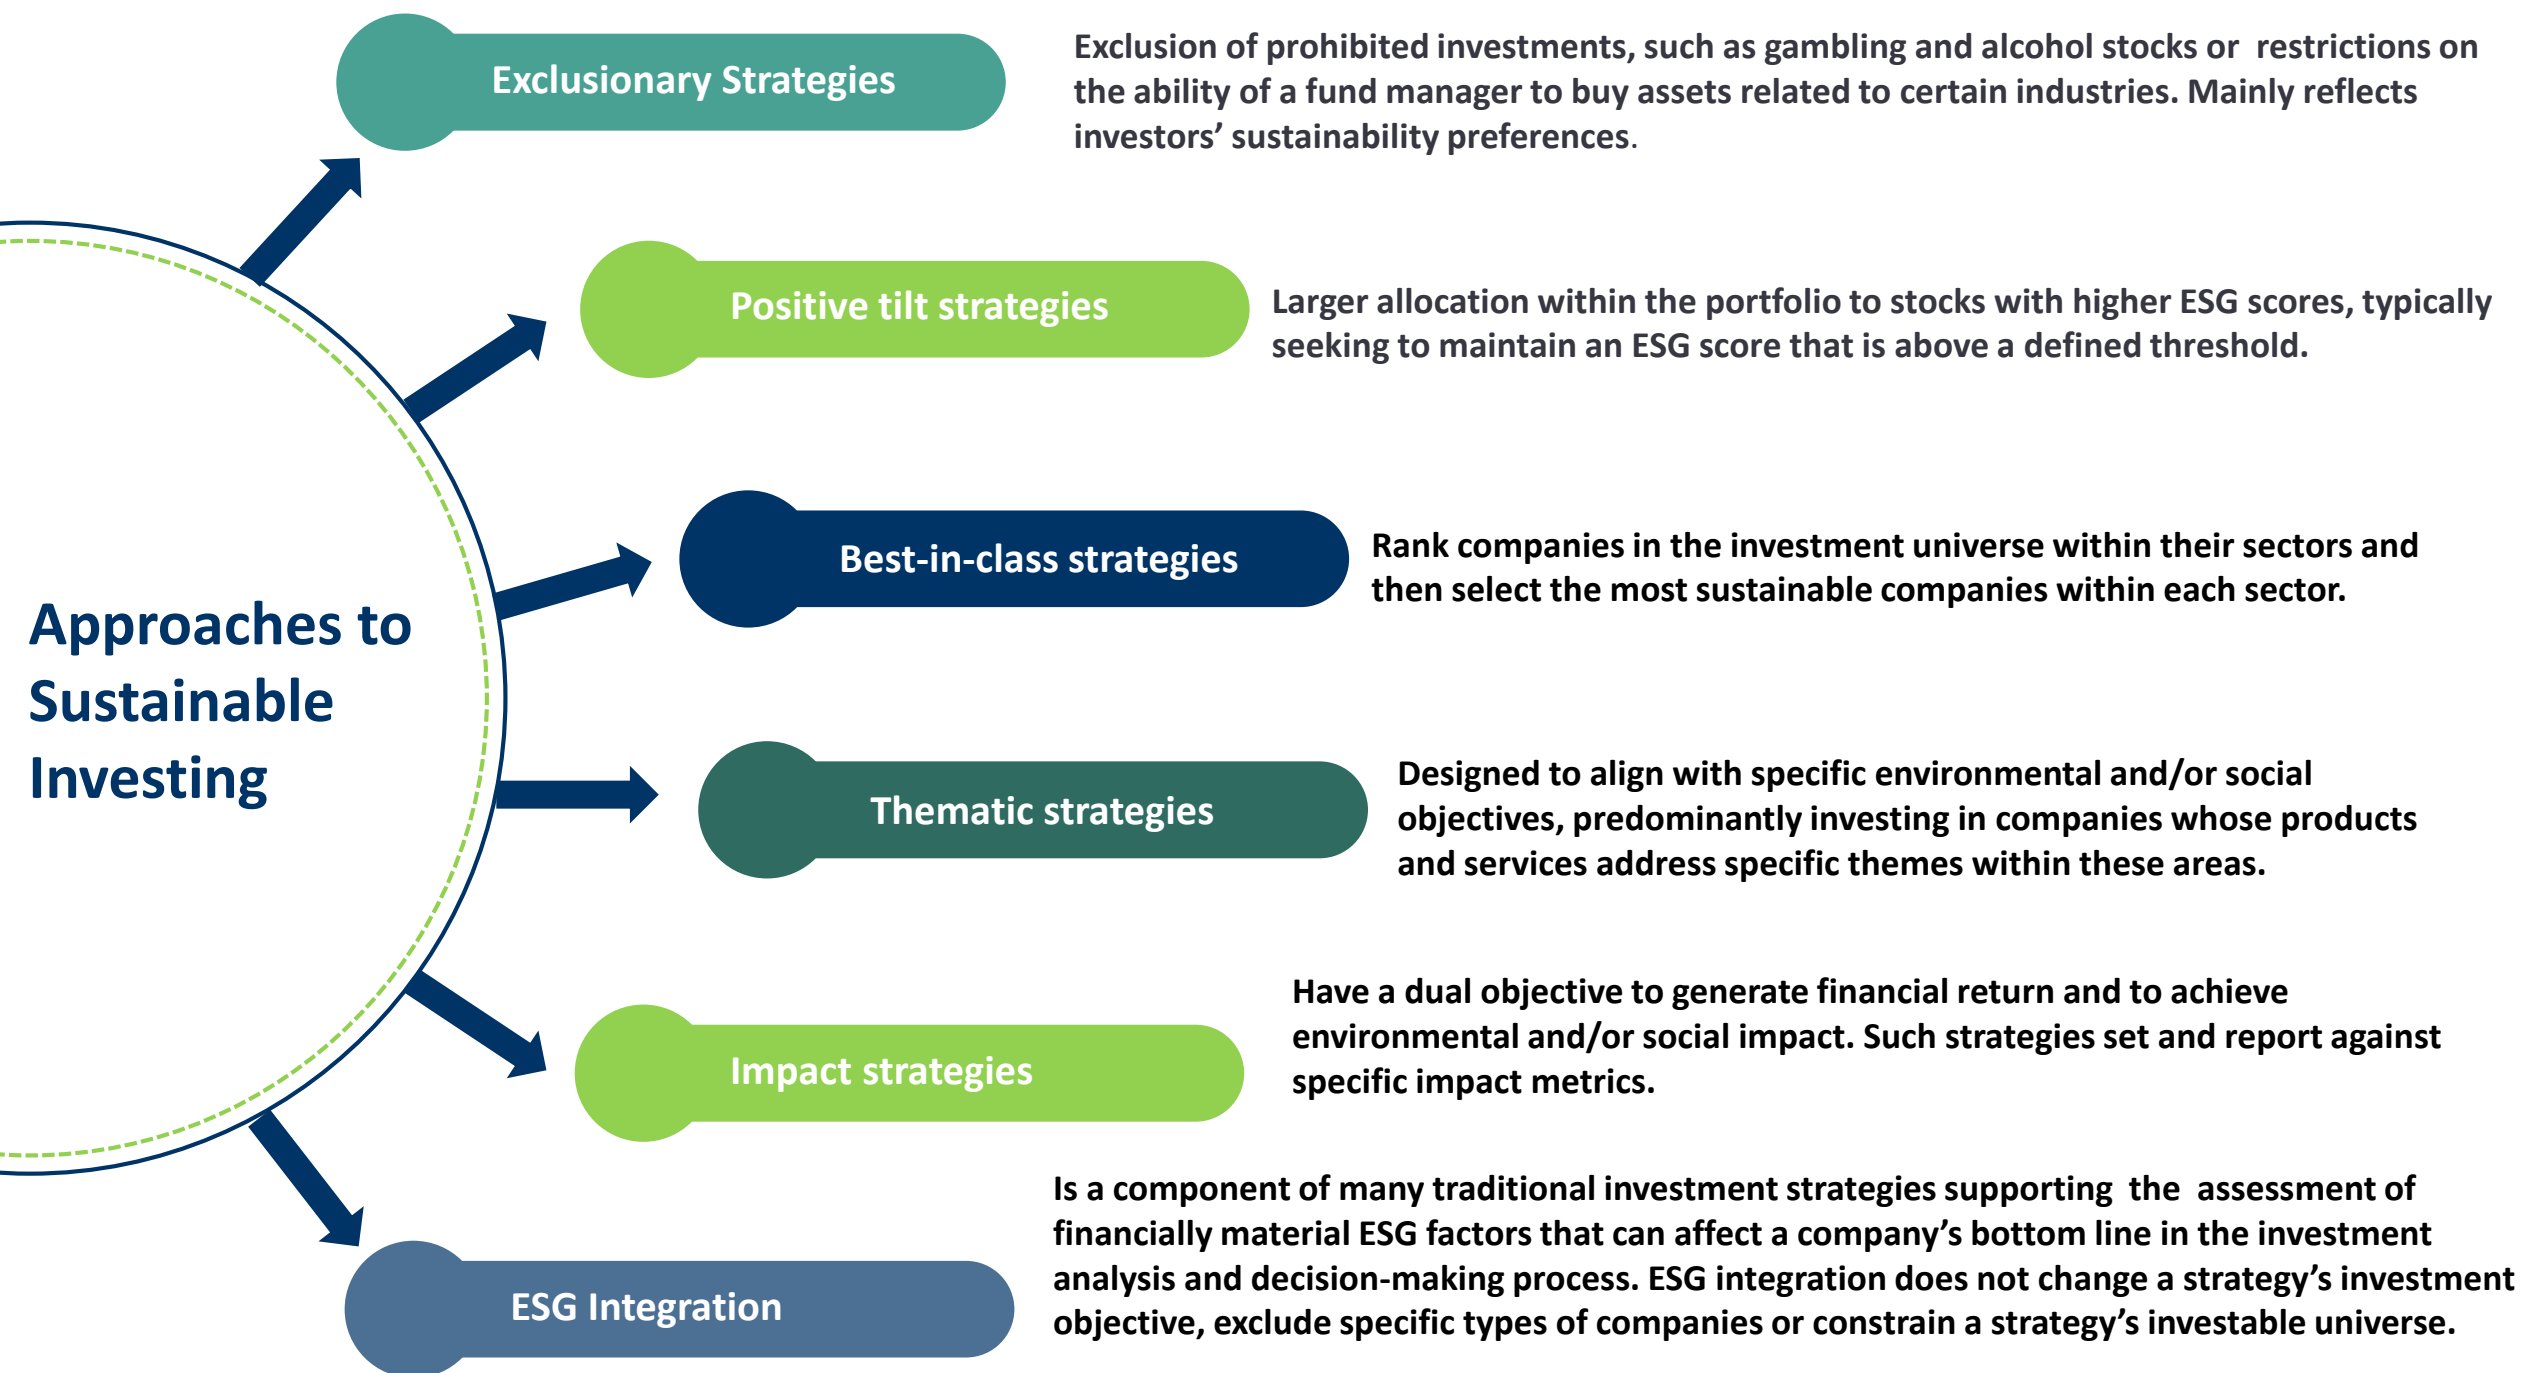 Approaches to
Sustainable
Investing
Exclusionary Strategies
Exclusion of prohibited investments, such as gambling and alcohol stocks or  restrictions on
the ability of a fund manager to buy assets related to certain industries. Mainly reflects
investors’ sustainability preferences.
Positive tilt strategies
Larger allocation within the portfolio to stocks with higher ESG scores, typically
seeking to maintain an ESG score that is above a defined threshold.
Best-in-class strategies
Rank companies in the investment universe within their sectors and
then select the most sustainable companies within each sector.
Thematic strategies
Designed to align with specific environmental and/or social
objectives, predominantly investing in companies whose products
and services address specific themes within these areas.
Impact strategies
Have a dual objective to generate financial return and to achieve
environmental and/or social impact. Such strategies set and report against
specific impact metrics.
ESG Integration
Is a component of many traditional investment strategies supporting  the  assessment of
financially material ESG factors that can affect a company’s bottom line in the investment
analysis and decision-making process. ESG integration does not change a strategy’s investment
objective, exclude specific types of companies or constrain a strategy’s investable universe.